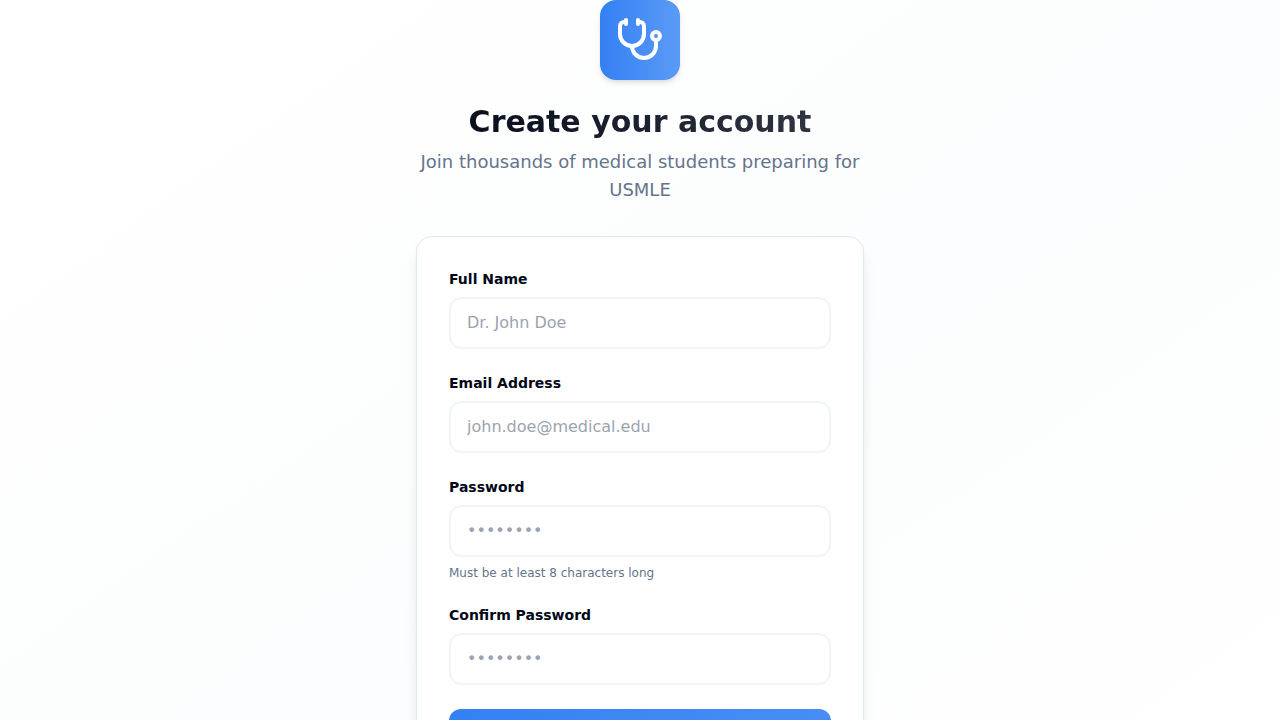 Create your account
Join thousands of medical students preparing for
USMLE
Full Name
Dr. John Doe
Email Address
john.doe@medical.edu
Password
••••••••
Must be at least 8 characters long
Confirm Password
••••••••